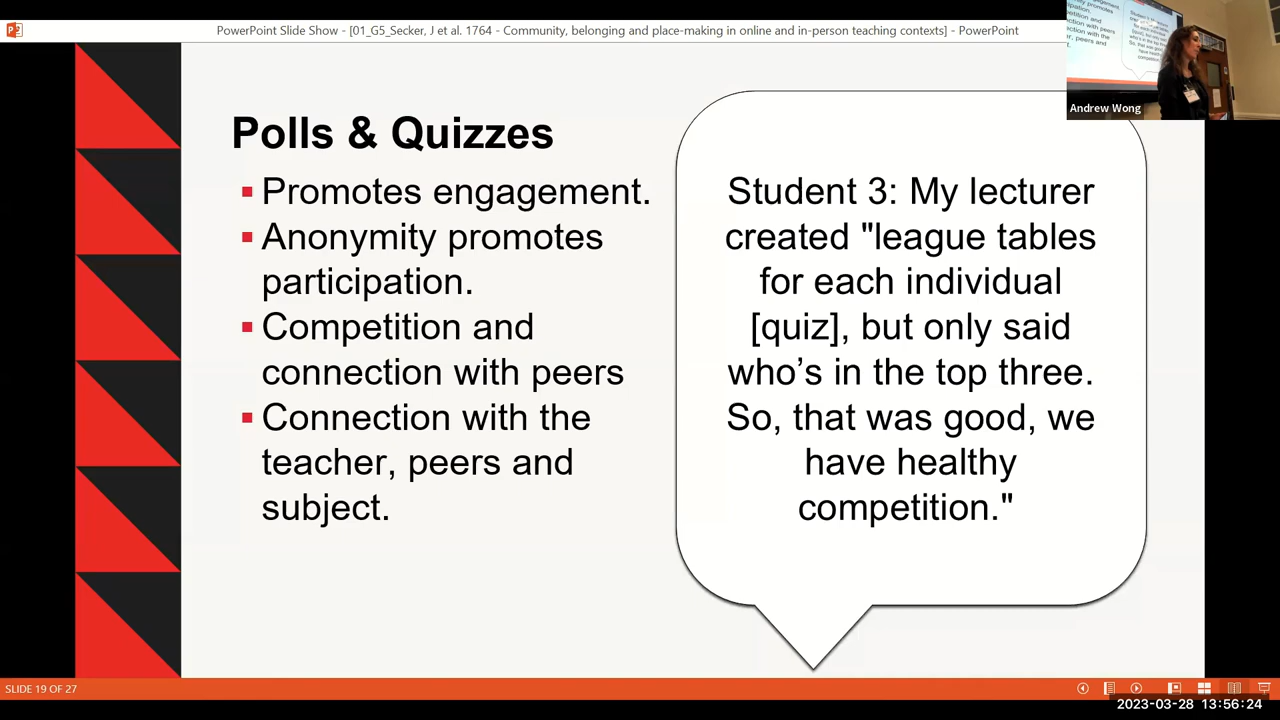 PowerPoint Slide Show - [01_G5_Secker, J et al. 1764 - Community, belonging and place-making in online and in-person teaching contexts] - PowerPoint
Andrew Wong
Polls & Quizzes
Promotes engagement.
Anonymity promotes
participation.
Competition and
connection with peers
Connection with the
teacher, peers and
subject.
Student 3: My lecturer
created "league tables
for each individual
[quiz], but only said
who’s in the top three.
So, that was good, we
have healthy
competition."
SLIDE 19 OF 27
2023-03-28 13:56:24